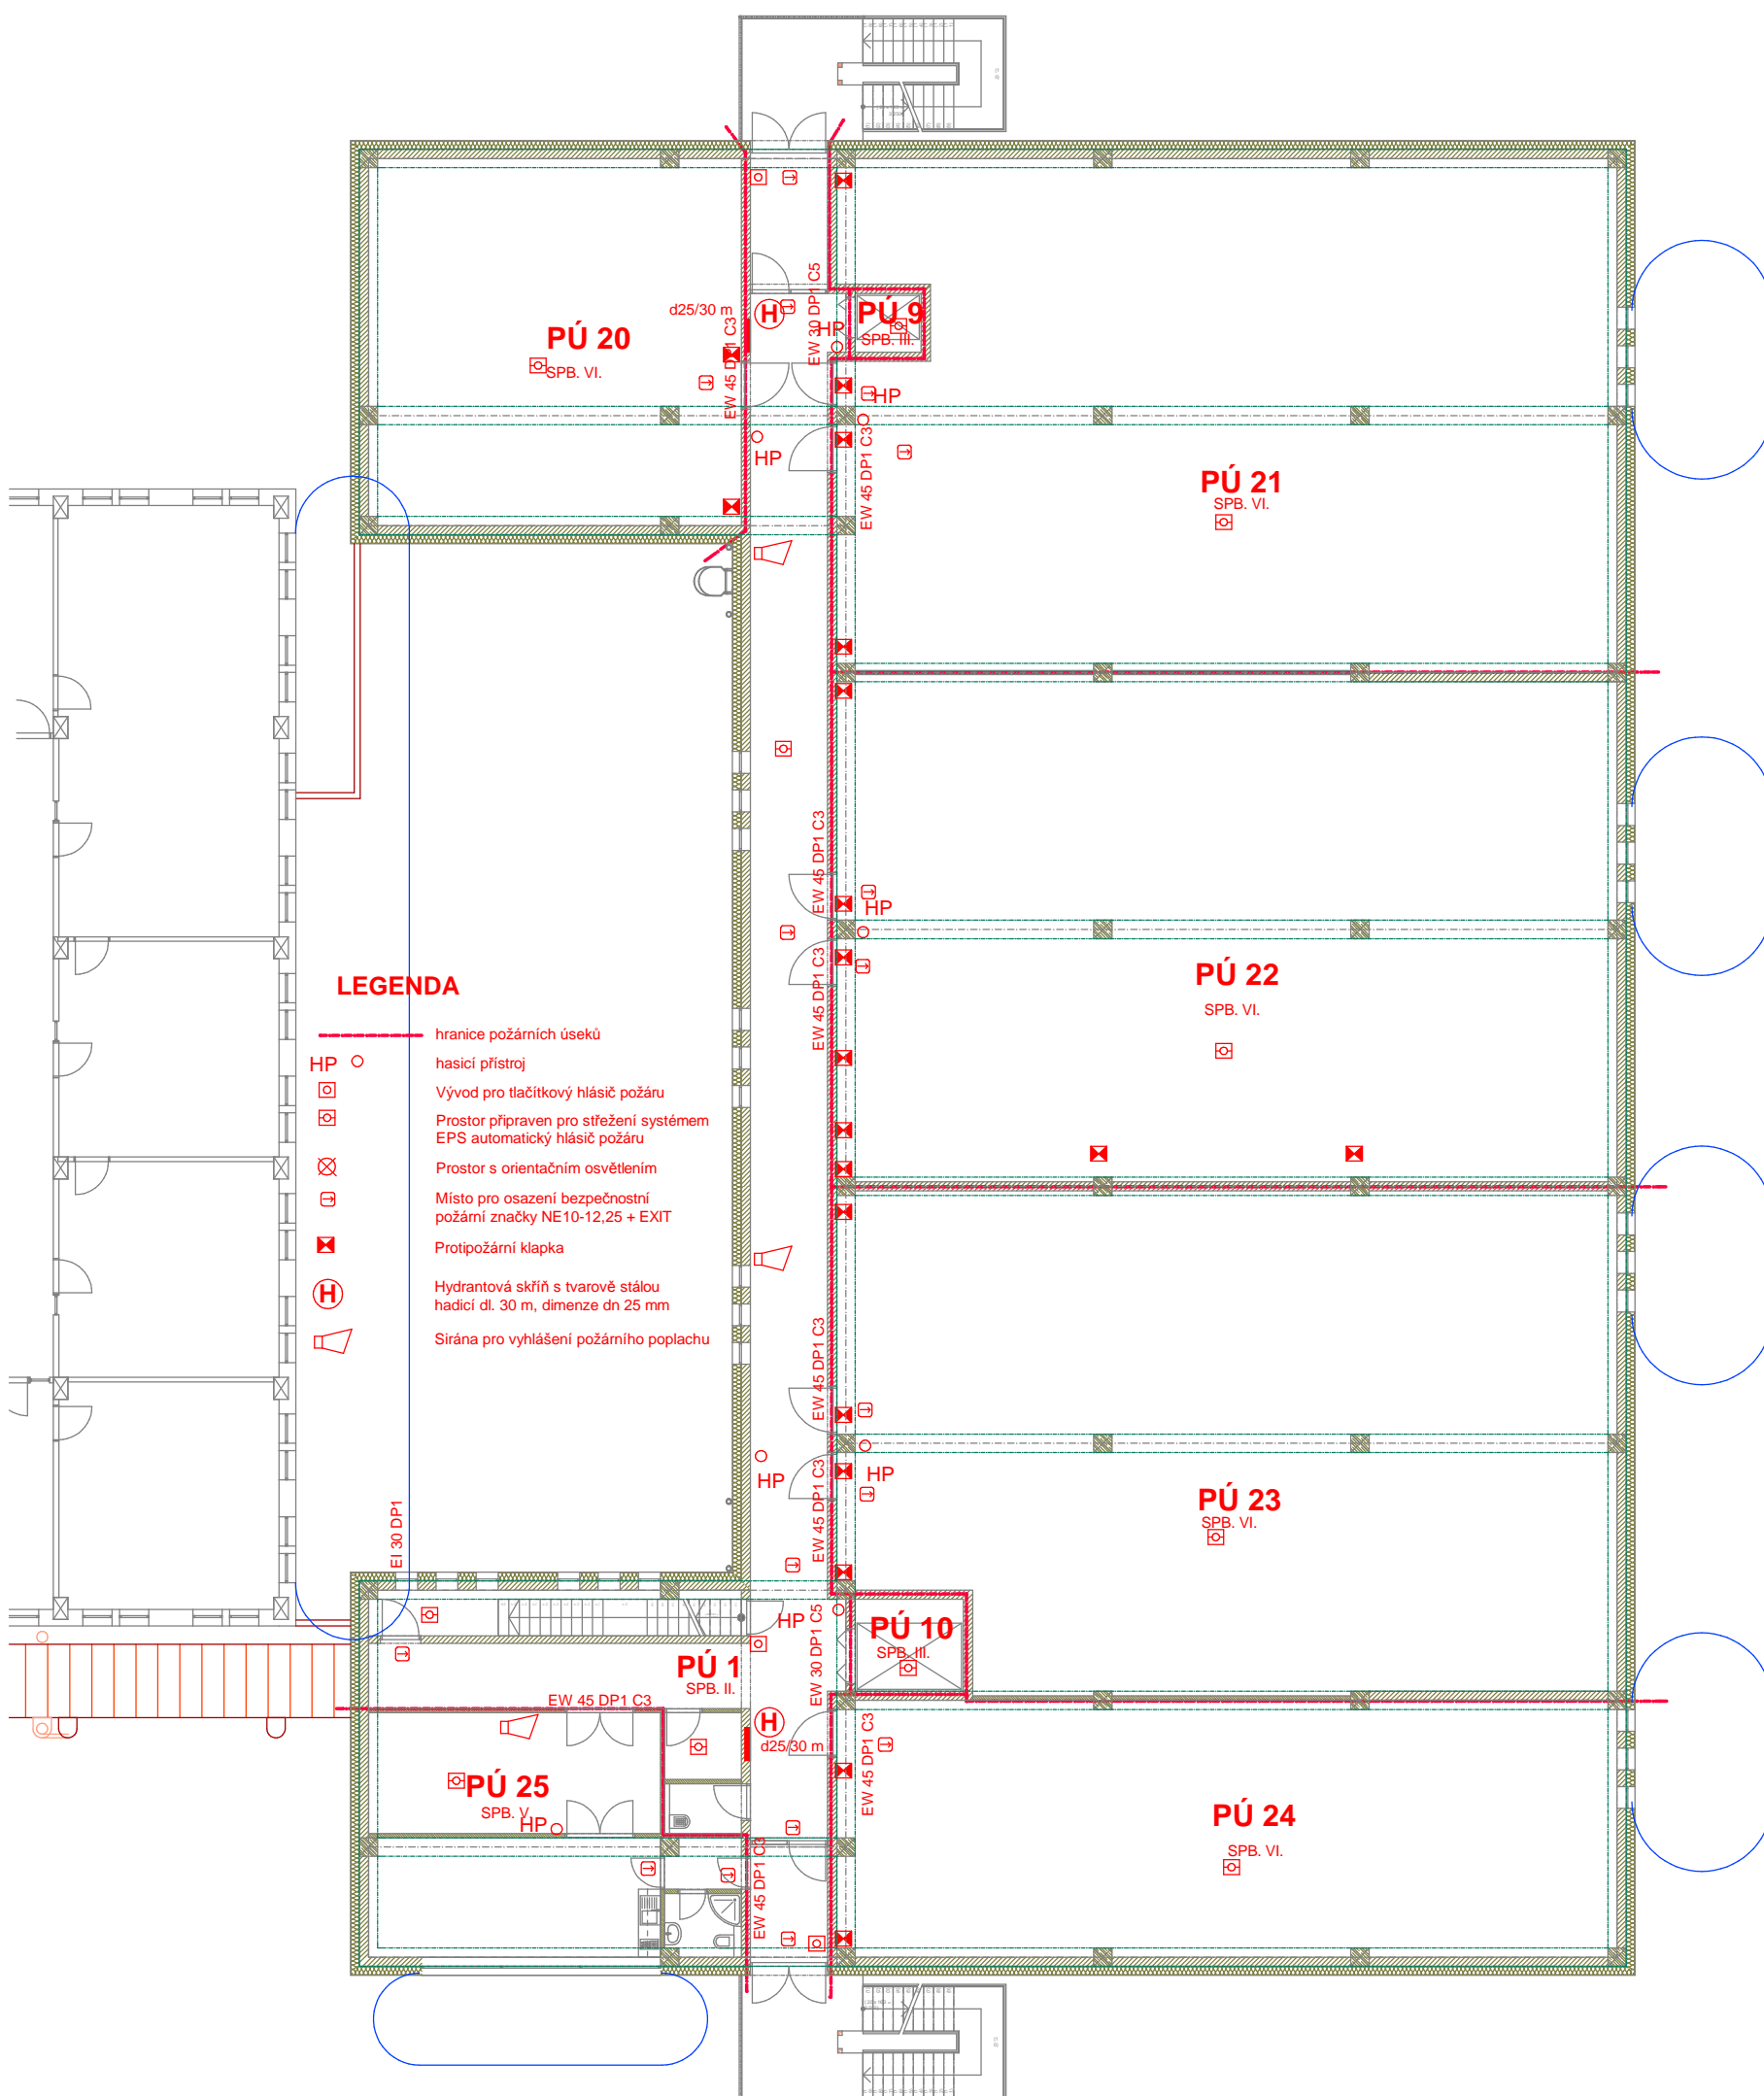 EW 30 DP1 C5
d25/30 m
H
PÚ 9
HP
SPB. III.
PÚ 20
SPB. VI.
EW 45 DP1 C3
HP
HP
EW 45 DP1 C3
PÚ 21
SPB. VI.
EW 45 DP1 C3
HP
EW 45 DP1 C3
PÚ 22
SPB. VI.
LEGENDA
hranice požárních úseků
HP
hasicí přístroj
Vývod pro tlačítkový hlásič požáru
Prostor připraven pro střežení systémem
EPS automatický hlásič požáru
Prostor s orientačním osvětlením
Místo pro osazení bezpečnostní
požární značky NE10-12,25 + EXIT
Protipožární klapka
H
Hydrantová skříň s tvarově stálou
hadicí dl. 30 m, dimenze dn 25 mm
Siréna pro vyhlášení požárního poplachu
EW 45 DP1 C3
HP
HP
EW 45 DP1 C3
PÚ 23
SPB. VI.
EI 30 DP1
HP
EW 30 DP1 C5
PÚ 10
SPB. III.
PÚ 1
SPB. II.
EW 45 DP1 C3
H
d25/30 m
EW 45 DP1 C3
PÚ 25
SPB. V.
HP
PÚ 24
SPB. VI.
EW 45 DP1 C3